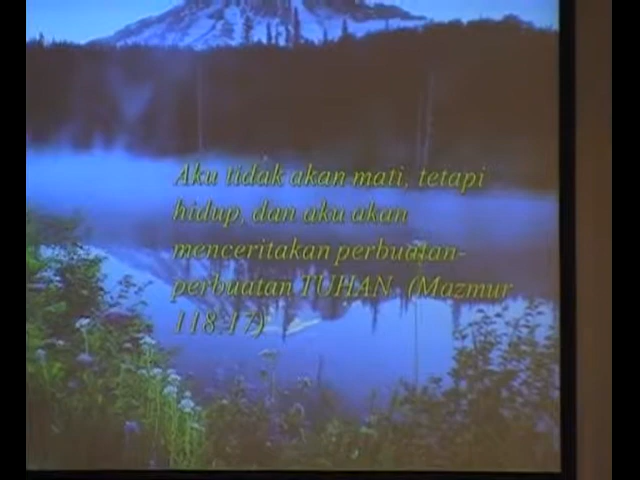 Aku tidak akan mati, tetapi
hidup, dan aku akan
menceritakan perbuatan-
perbuatan TUHAN. (Mazmur
118:17)